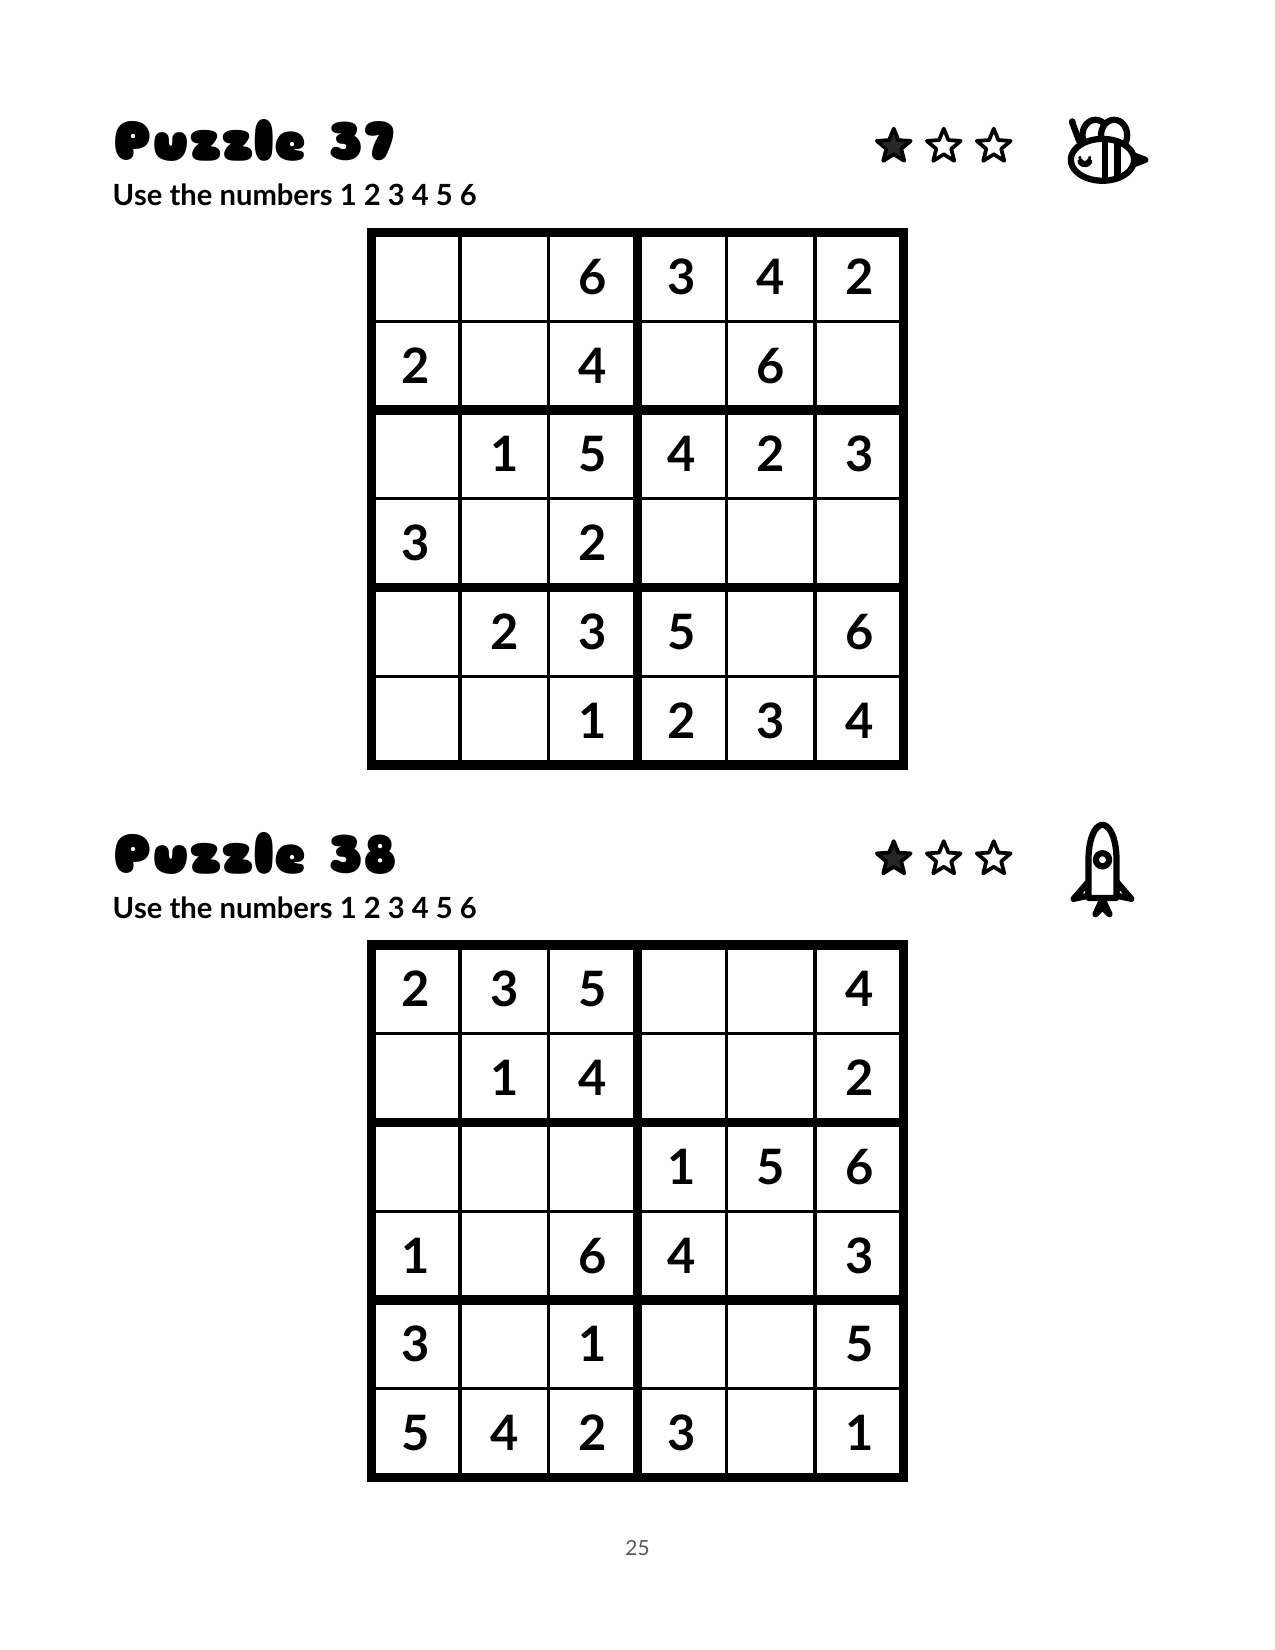 Puzzle 37
Use the numbers 1 2 3 4 5 6
6 3 4 2
2 4 6
1 5 4 2 3
3 2
2 3 5 6
1 2 3 4
Puzzle 38
Use the numbers 1 2 3 4 5 6
2 3 5 4
1 4 2
1 5 6
1 6 4 3
3 1 5
5 4 2 3 1
25